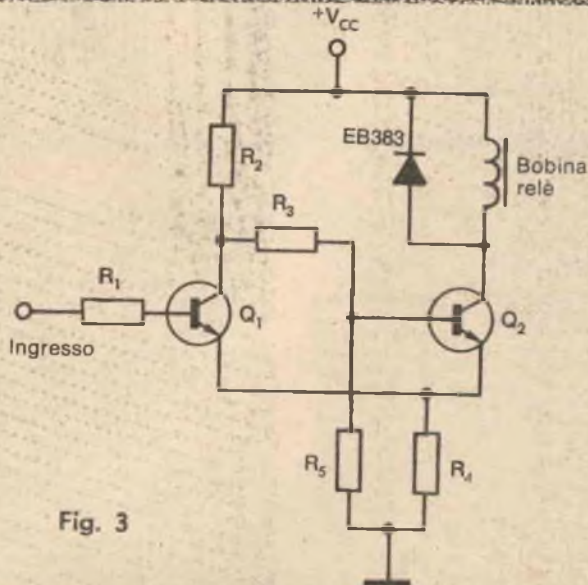 +VCC
EB383
R2
Bobina
relè
R3
R1
Q1
Q2
Ingresso
R5
R4
Fig. 3